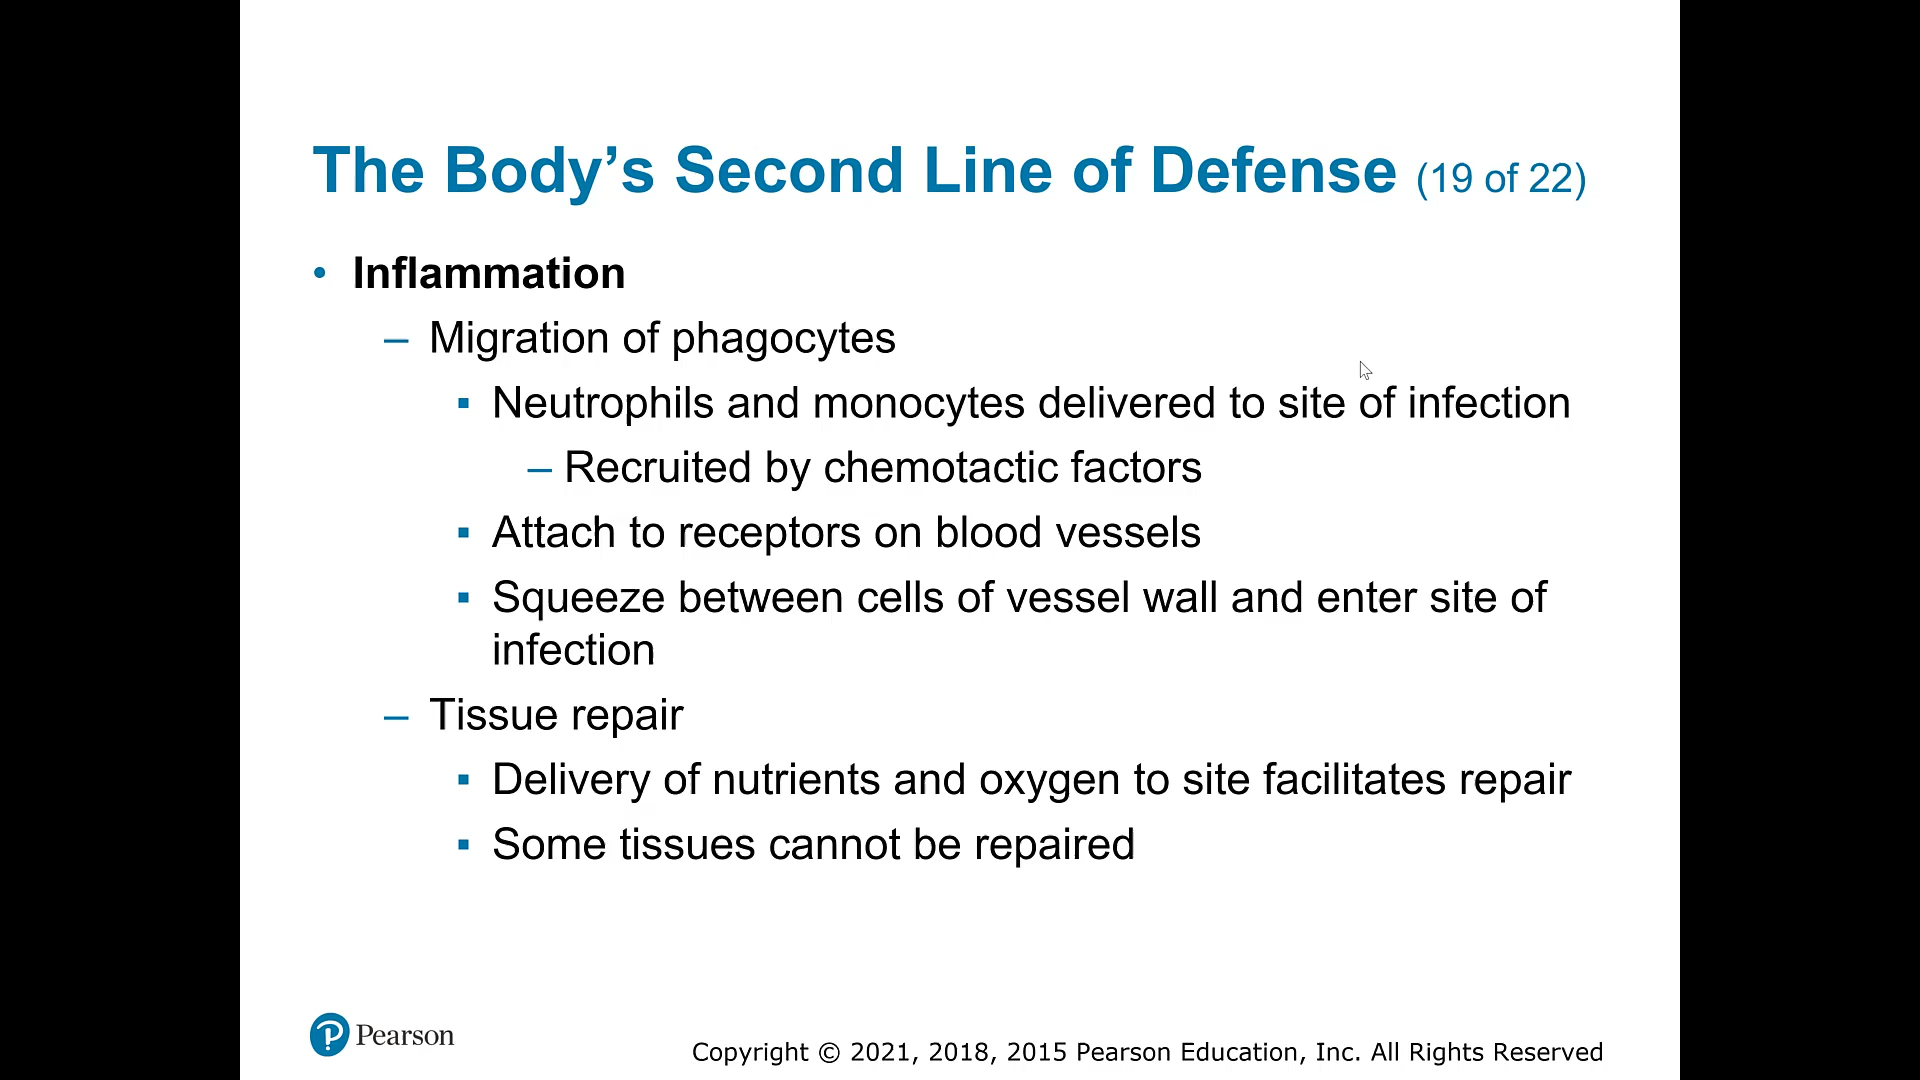 The Body’s Second Line of Defense (19 of 22)
• Inflammation
– Migration of phagocytes
▪ Neutrophils and monocytes delivered to site of infection
– Recruited by chemotactic factors
▪ Attach to receptors on blood vessels
▪ Squeeze between cells of vessel wall and enter site of
infection
– Tissue repair
▪ Delivery of nutrients and oxygen to site facilitates repair
▪ Some tissues cannot be repaired
Pearson
Copyright © 2021, 2018, 2015 Pearson Education, Inc. All Rights Reserved